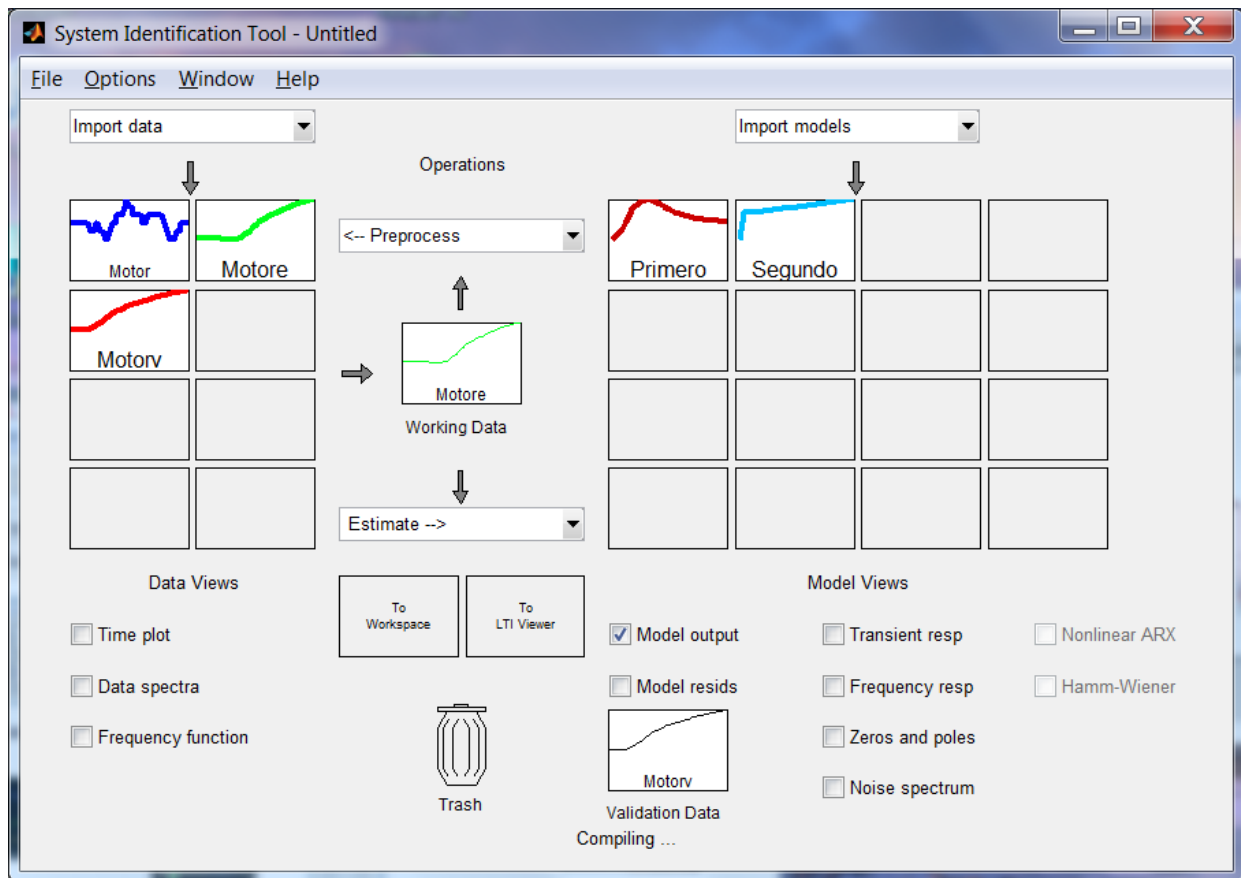 System Identification Tool - Untitled
File Options Window Help
Import data
Import models
Operations
Motor
Motore
<-- Preprocess
Primero
Segundo
Motorv
Motore
Working Data
Estimate -->
Data Views
To
Workspace
To
LTI Viewer
Model Views
Time plot
Model output
Transient resp
Nonlinear ARX
Data spectra
Model resids
Frequency resp
Hamm-Wiener
Frequency function
Zeros and poles
Motorv
Noise spectrum
Trash
Validation Data
Compiling ...